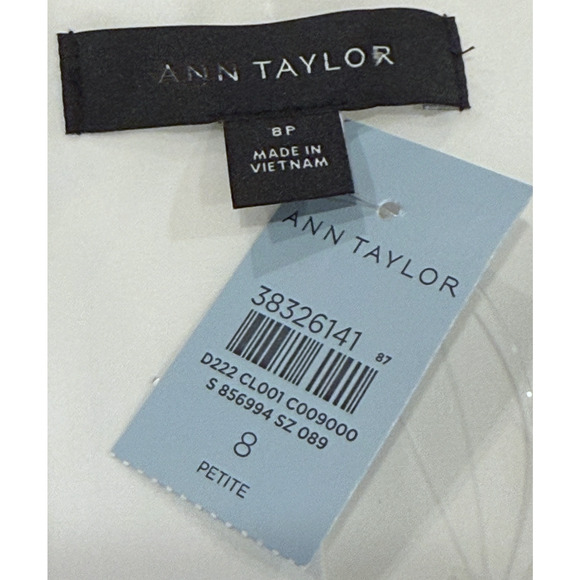 ANN TAYLOR
8P
MADE IN
VIETNAM
ANN TAYLOR
38326141
87
D222 CL001 C009000
S 856994 SZ 089
8
PETITE